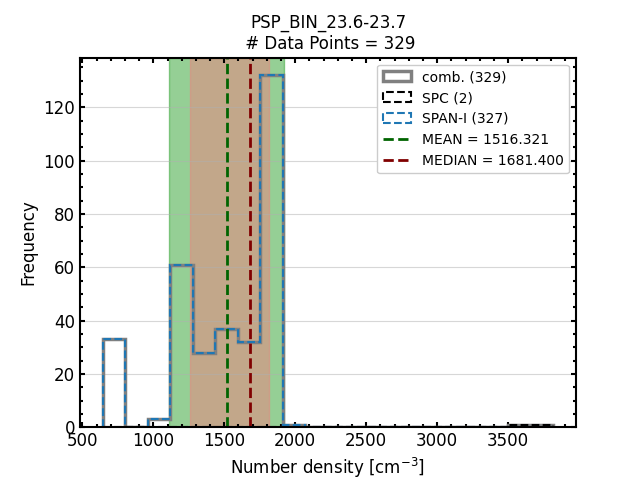 PSP_BIN_23.6-23.7
# Data Points = 329
comb. (329)
SPC (2)
SPAN-I (327)
MEAN = 1516.321
MEDIAN = 1681.400
Frequency
120
100
80
60
40
20
0
500 1000 1500 2000 2500 3000 3500
Number density [cm⁻³]